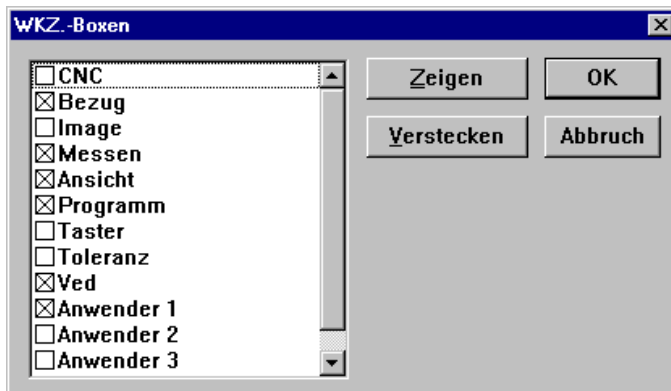 WKZ.-Boxen
CNC
Bezug
Image
Messen
Ansicht
Programm
Taster
Toleranz
Ved
Anwender 1
Anwender 2
Anwender 3
Zeigen
OK
Verstecken
Abbruch